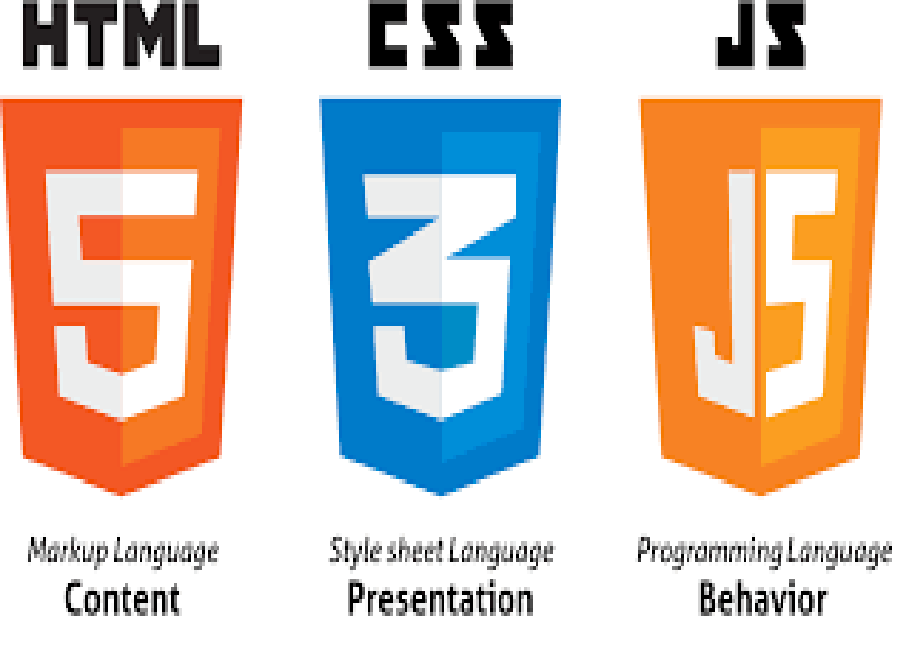 HTML CSS JS
5 3 JS
Markup Language Style sheet Language Programming Language
Content Presentation Behavior